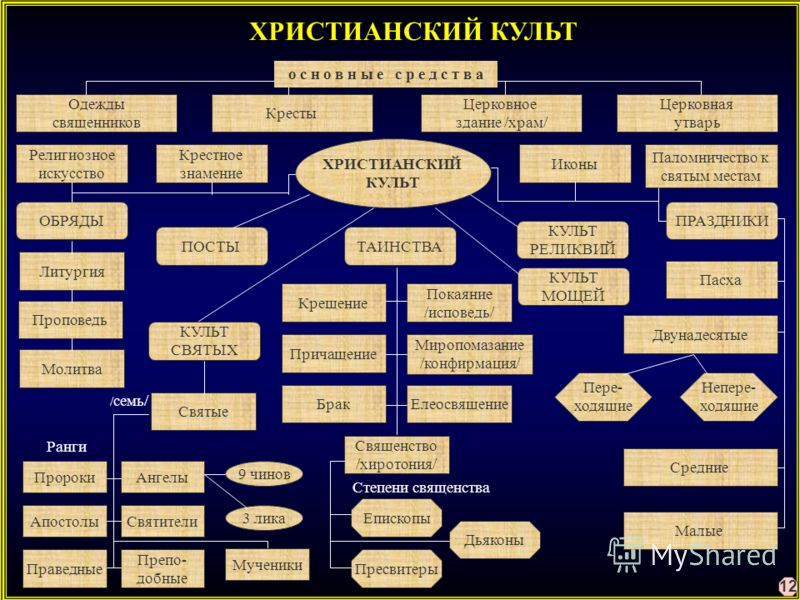 ХРИСТИАНСКИЙ КУЛЬТ
основные средства
Одежды
священников
Кресты
Церковное
здание /храм/
Церковная
утварь
Религиозное
искусство
Крестное
знамение
ХРИСТИАНСКИЙ
КУЛЬТ
Иконы
Паломничество к
святым местам
ОБРЯДЫ
ПОСТЫ
ТАИНСТВА
КУЛЬТ
РЕЛИКВИЙ
ПРАЗДНИКИ
Литургия
КУЛЬТ
МОЩЕЙ
Пасха
Проповедь
Крещение
Покаяние
/исповедь/
КУЛЬТ
СВЯТЫХ
Двунадесятые
Молитва
Причащение
Миропомазание
/конфирмация/
Пере-
ходящие
Непере-
ходящие
/семь/
Святые
Брак
Елеосвящение
Ранги
Священство
/хиротония/
Средние
Пророки
Ангелы
9 чинов
Степени священства
Апостолы
Святители
3 лика
Епископы
Дьяконы
Малые
Праведные
Препо-
добные
Мученики
Пресвитеры
MyShared
12